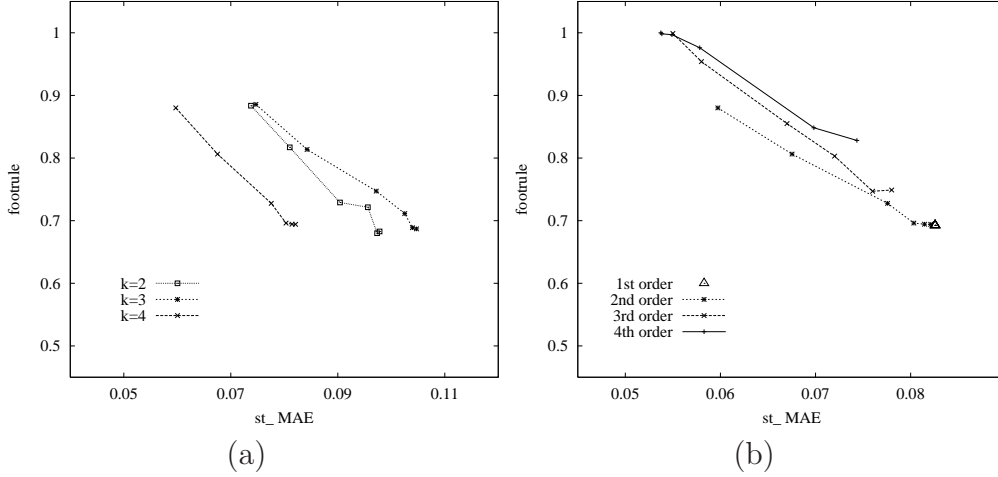 1
0.9
0.8
0.7
0.6
0.5
footrule
k=2
k=3
k=4
0.05
0.07
0.09
0.11
st_ MAE
(a)
1
0.9
0.8
0.7
0.6
0.5
footrule
1st order
2nd order
3rd order
4th order
0.05
0.06
0.07
0.08
st_ MAE
(b)